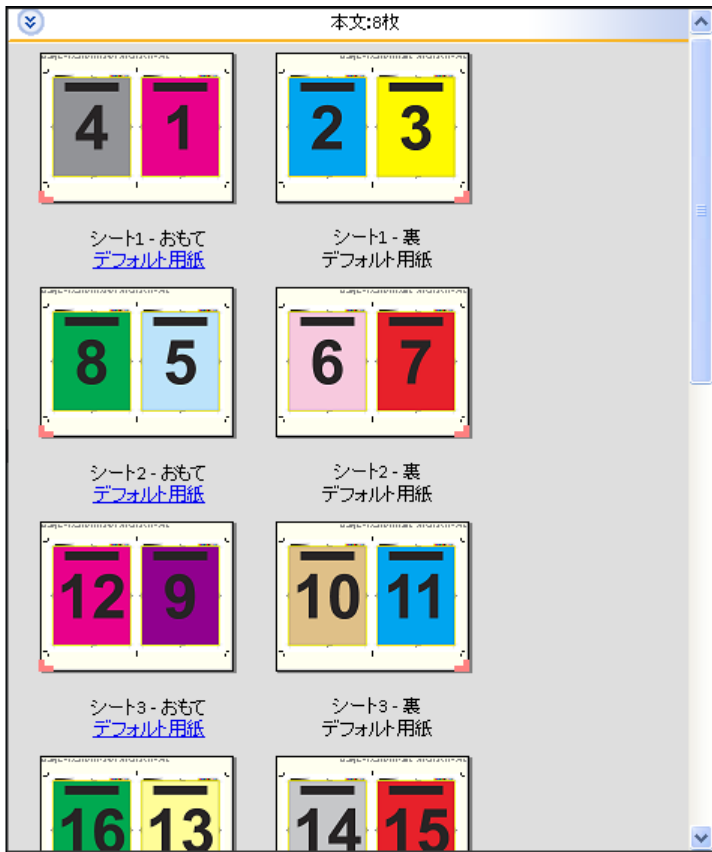 本文:8枚
4 1
2 3
シート1 - おもて
デフォルト用紙
シート1 - 裏
デフォルト用紙
8 5
6 7
シート2 - おもて
デフォルト用紙
シート2 - 裏
デフォルト用紙
12 9
10 11
シート3 - おもて
デフォルト用紙
シート3 - 裏
デフォルト用紙
16 13
14 15